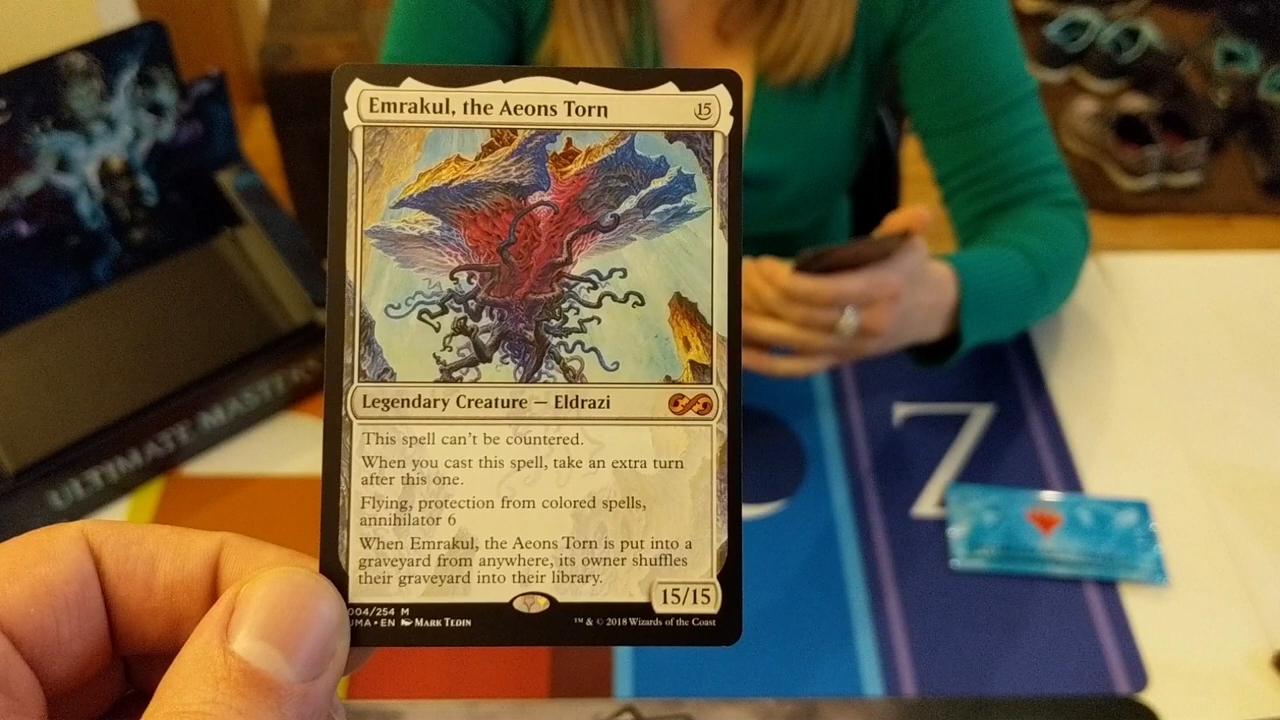 Emrakul, the Aeons Torn 15
Legendary Creature — Eldrazi
This spell can't be countered.
When you cast this spell, take an extra turn
after this one.
Flying, protection from colored spells,
annihilator 6
When Emrakul, the Aeons Torn is put into a
graveyard from anywhere, its owner shuffles
their graveyard into their library.
15/15
004/254 M
UMA • EN Mark Tedin
™ & © 2018 Wizards of the Coast
ULTIMATE MASTERS
Z